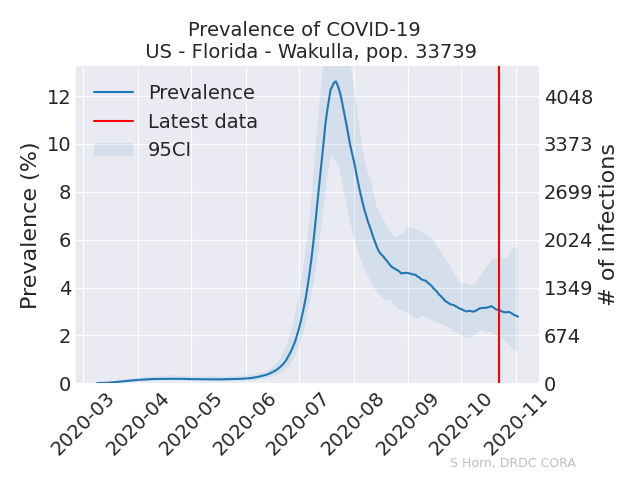 Prevalence of COVID-19
US - Florida - Wakulla, pop. 33739
Prevalence
Latest data
95CI
Prevalence (%)
12
10
8
6
4
2
0
4048
3373
2699
2024
1349
674
0
# of infections
2020-03
2020-04
2020-05
2020-06
2020-07
2020-08
2020-09
2020-10
2020-11
S Horn, DRDC CORA